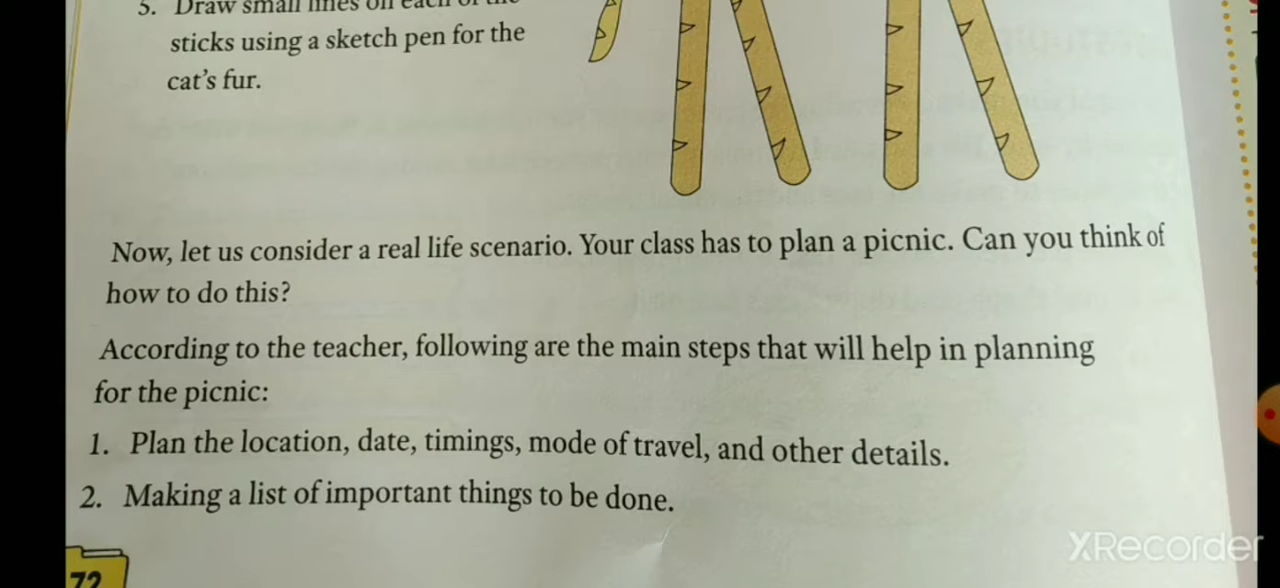 5. Draw small lines on each of the
sticks using a sketch pen for the
cat's fur.
Now, let us consider a real life scenario. Your class has to plan a picnic. Can you think of
how to do this?
According to the teacher, following are the main steps that will help in planning
for the picnic:
1. Plan the location, date, timings, mode of travel, and other details.
2. Making a list of important things to be done.
72
XRecorder